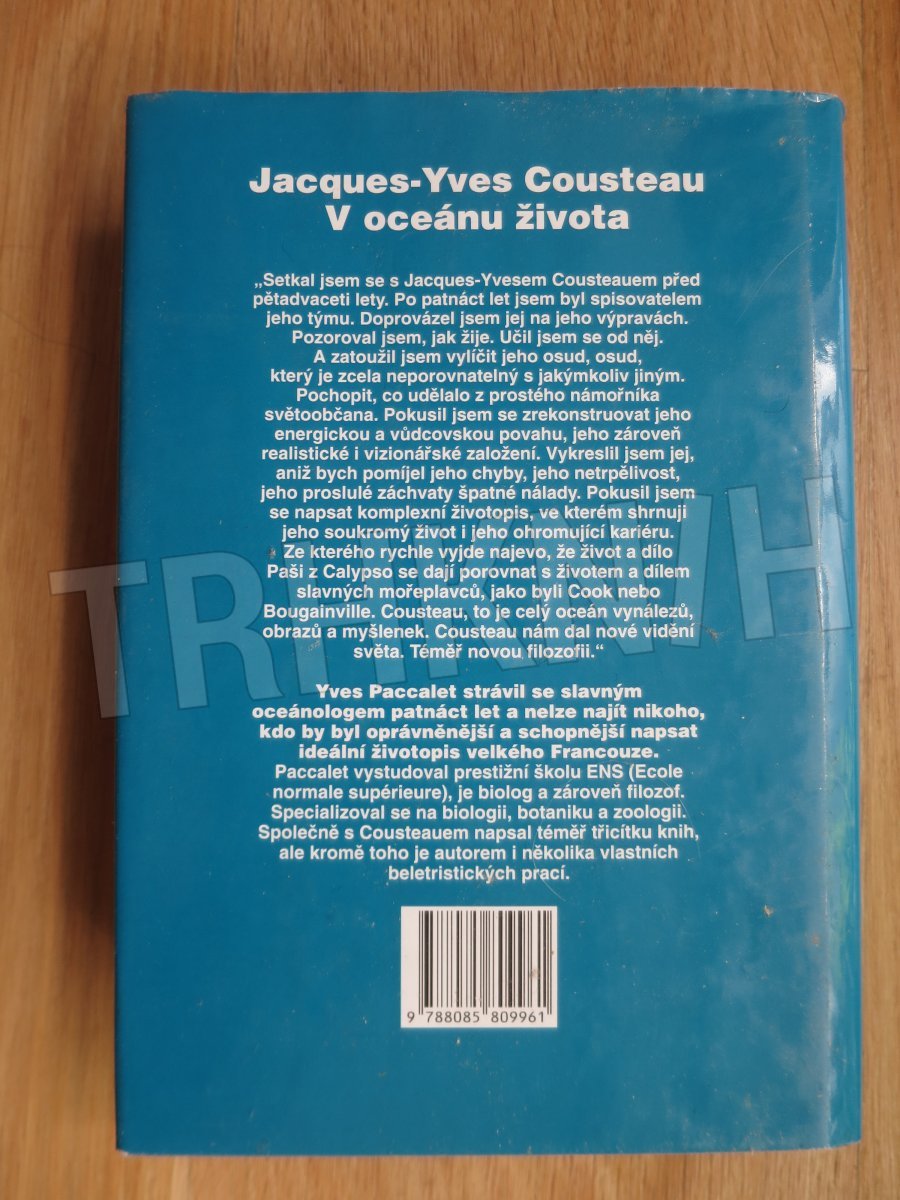 Jacques-Yves Cousteau
V oceánu života
„Setkal jsem se s Jacques-Yvesem Cousteauem před
pětadvaceti lety. Po patnáct let jsem byl spisovatelem
jeho týmu. Doprovázel jsem jej na jeho výpravách.
Pozoroval jsem, jak žije. Učil jsem se od něj.
A zatoužil jsem vylíčit jeho osud, osud,
který je zcela neporovnatelný s jakýmkoliv jiným.
Pochopit, co udělalo z prostého námořníka
světoobčana. Pokusil jsem se zrekonstruovat jeho
energickou a vůdcovskou povahu, jeho zároveň
realistické i vizionářské založení. Vykreslil jsem jej,
aniž bych pomíjel jeho chyby, jeho netrpělivost,
jeho proslulé záchvaty špatné nálady. Pokusil jsem
se napsat komplexní životopis, ve kterém shrnuji
jeho soukromý život i jeho ohromující kariéru.
Ze kterého rychle vyjde najevo, že život a dílo
Paši z Calypso se dají porovnat s životem a dílem
slavných mořeplavců, jako byli Cook nebo
Bougainville. Cousteau, to je celý oceán vynálezů,
obrazů a myšlenek. Cousteau nám dal nové vidění
světa. Téměř novou filozofii.“
Yves Paccalet strávil se slavným
oceánologem patnáct let a nelze najít nikoho,
kdo by byl oprávněnější a schopnější napsat
ideální životopis velkého Francouze.
Paccalet vystudoval prestižní školu ENS (Ecole
normale supérieure), je biolog a zároveň filozof.
Specializoval se na biologii, botaniku a zoologii.
Společně s Cousteauem napsal téměř třicítku knih,
ale kromě toho je autorem i několika vlastních
beletristických prací.
9 788085 809961
TRHKNIH